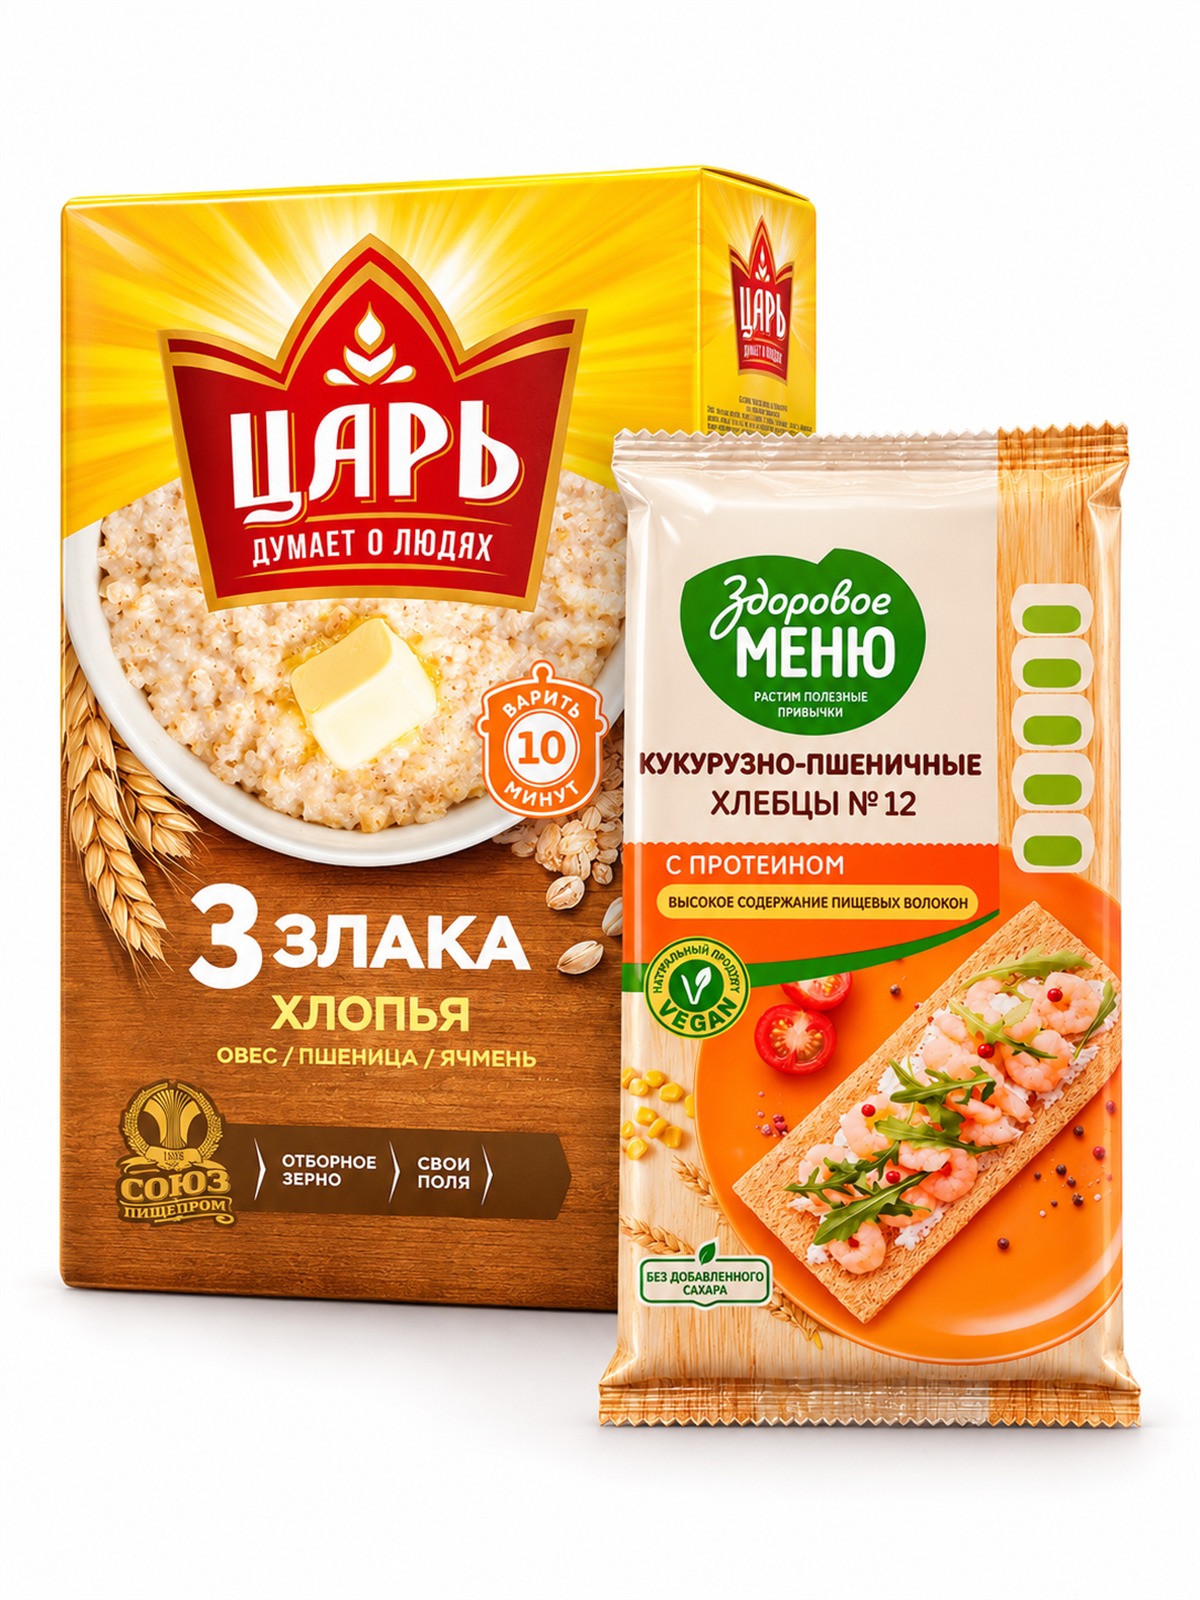 ЦАРЬ
ДУМАЕТ О ЛЮДЯХ
ВАРИТЬ
10
МИНУТ
3 ЗЛАКА
ХЛОПЬЯ
ОВЕС / ПШЕНИЦА / ЯЧМЕНЬ
СОЮЗ
ПИЩЕПРОМ
ОТБОРНОЕ
ЗЕРНО
СВОИ
ПОЛЯ
ЦАРЬ
ДУМАЕТ О ЛЮДЯХ
Здоровое
МЕНЮ
РАСТИМ ПОЛЕЗНЫЕ
ПРИВЫЧКИ
КУКУРУЗНО-ПШЕНИЧНЫЕ
ХЛЕБЦЫ № 12
С ПРОТЕИНОМ
ВЫСОКОЕ СОДЕРЖАНИЕ ПИЩЕВЫХ ВОЛОКОН
VEGAN
БЕЗ ДОБАВЛЕННОГО
САХАРА